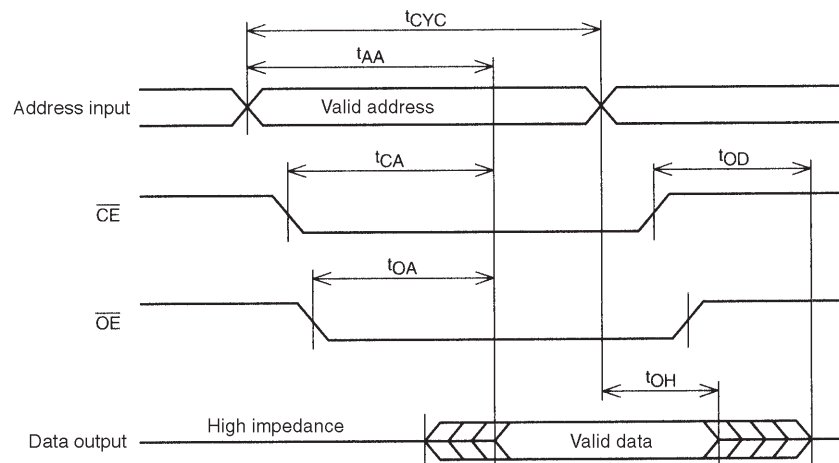 tCYC
tAA
Address input
Valid address
tCA
tOD
CE
tOA
OE
tOH
High impedance
Data output
Valid data